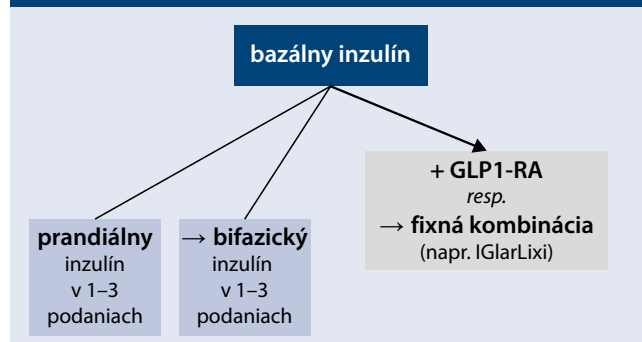 bazálny inzulín
+ GLP1-RA
resp.
→ fixná kombinácia
(napr. IGlarLixi)
prandiálny
inzulín
v 1–3
podaniach
→ bifazický
inzulín
v 1–3
podaniach